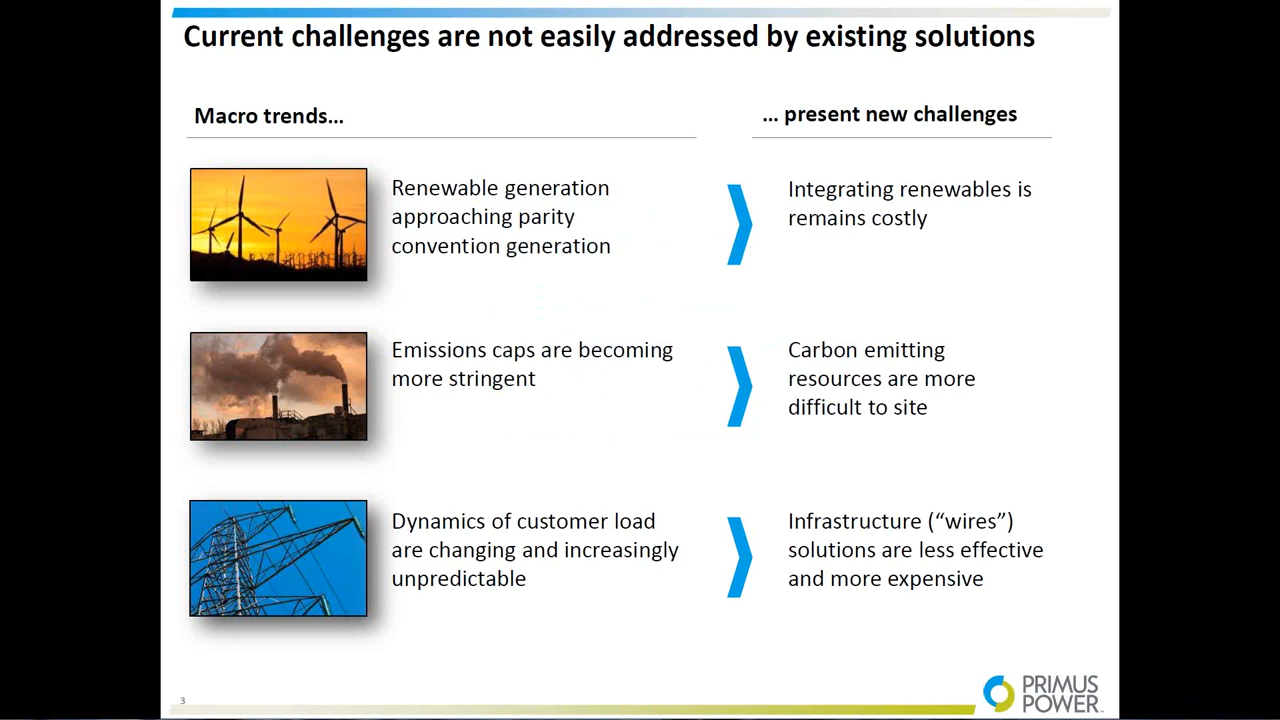 Current challenges are not easily addressed by existing solutions
Macro trends...
... present new challenges
Renewable generation
approaching parity
convention generation
Integrating renewables is
remains costly
Emissions caps are becoming
more stringent
Carbon emitting
resources are more
difficult to site
Dynamics of customer load
are changing and increasingly
unpredictable
Infrastructure (“wires”)
solutions are less effective
and more expensive
3
PRIMUS
POWER